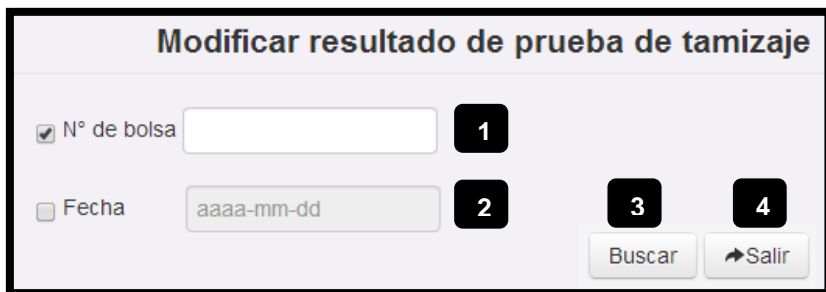 Modificar resultado de prueba de tamizaje
N° de bolsa 1
Fecha aaaa-mm-dd 2
3 4
Buscar Salir